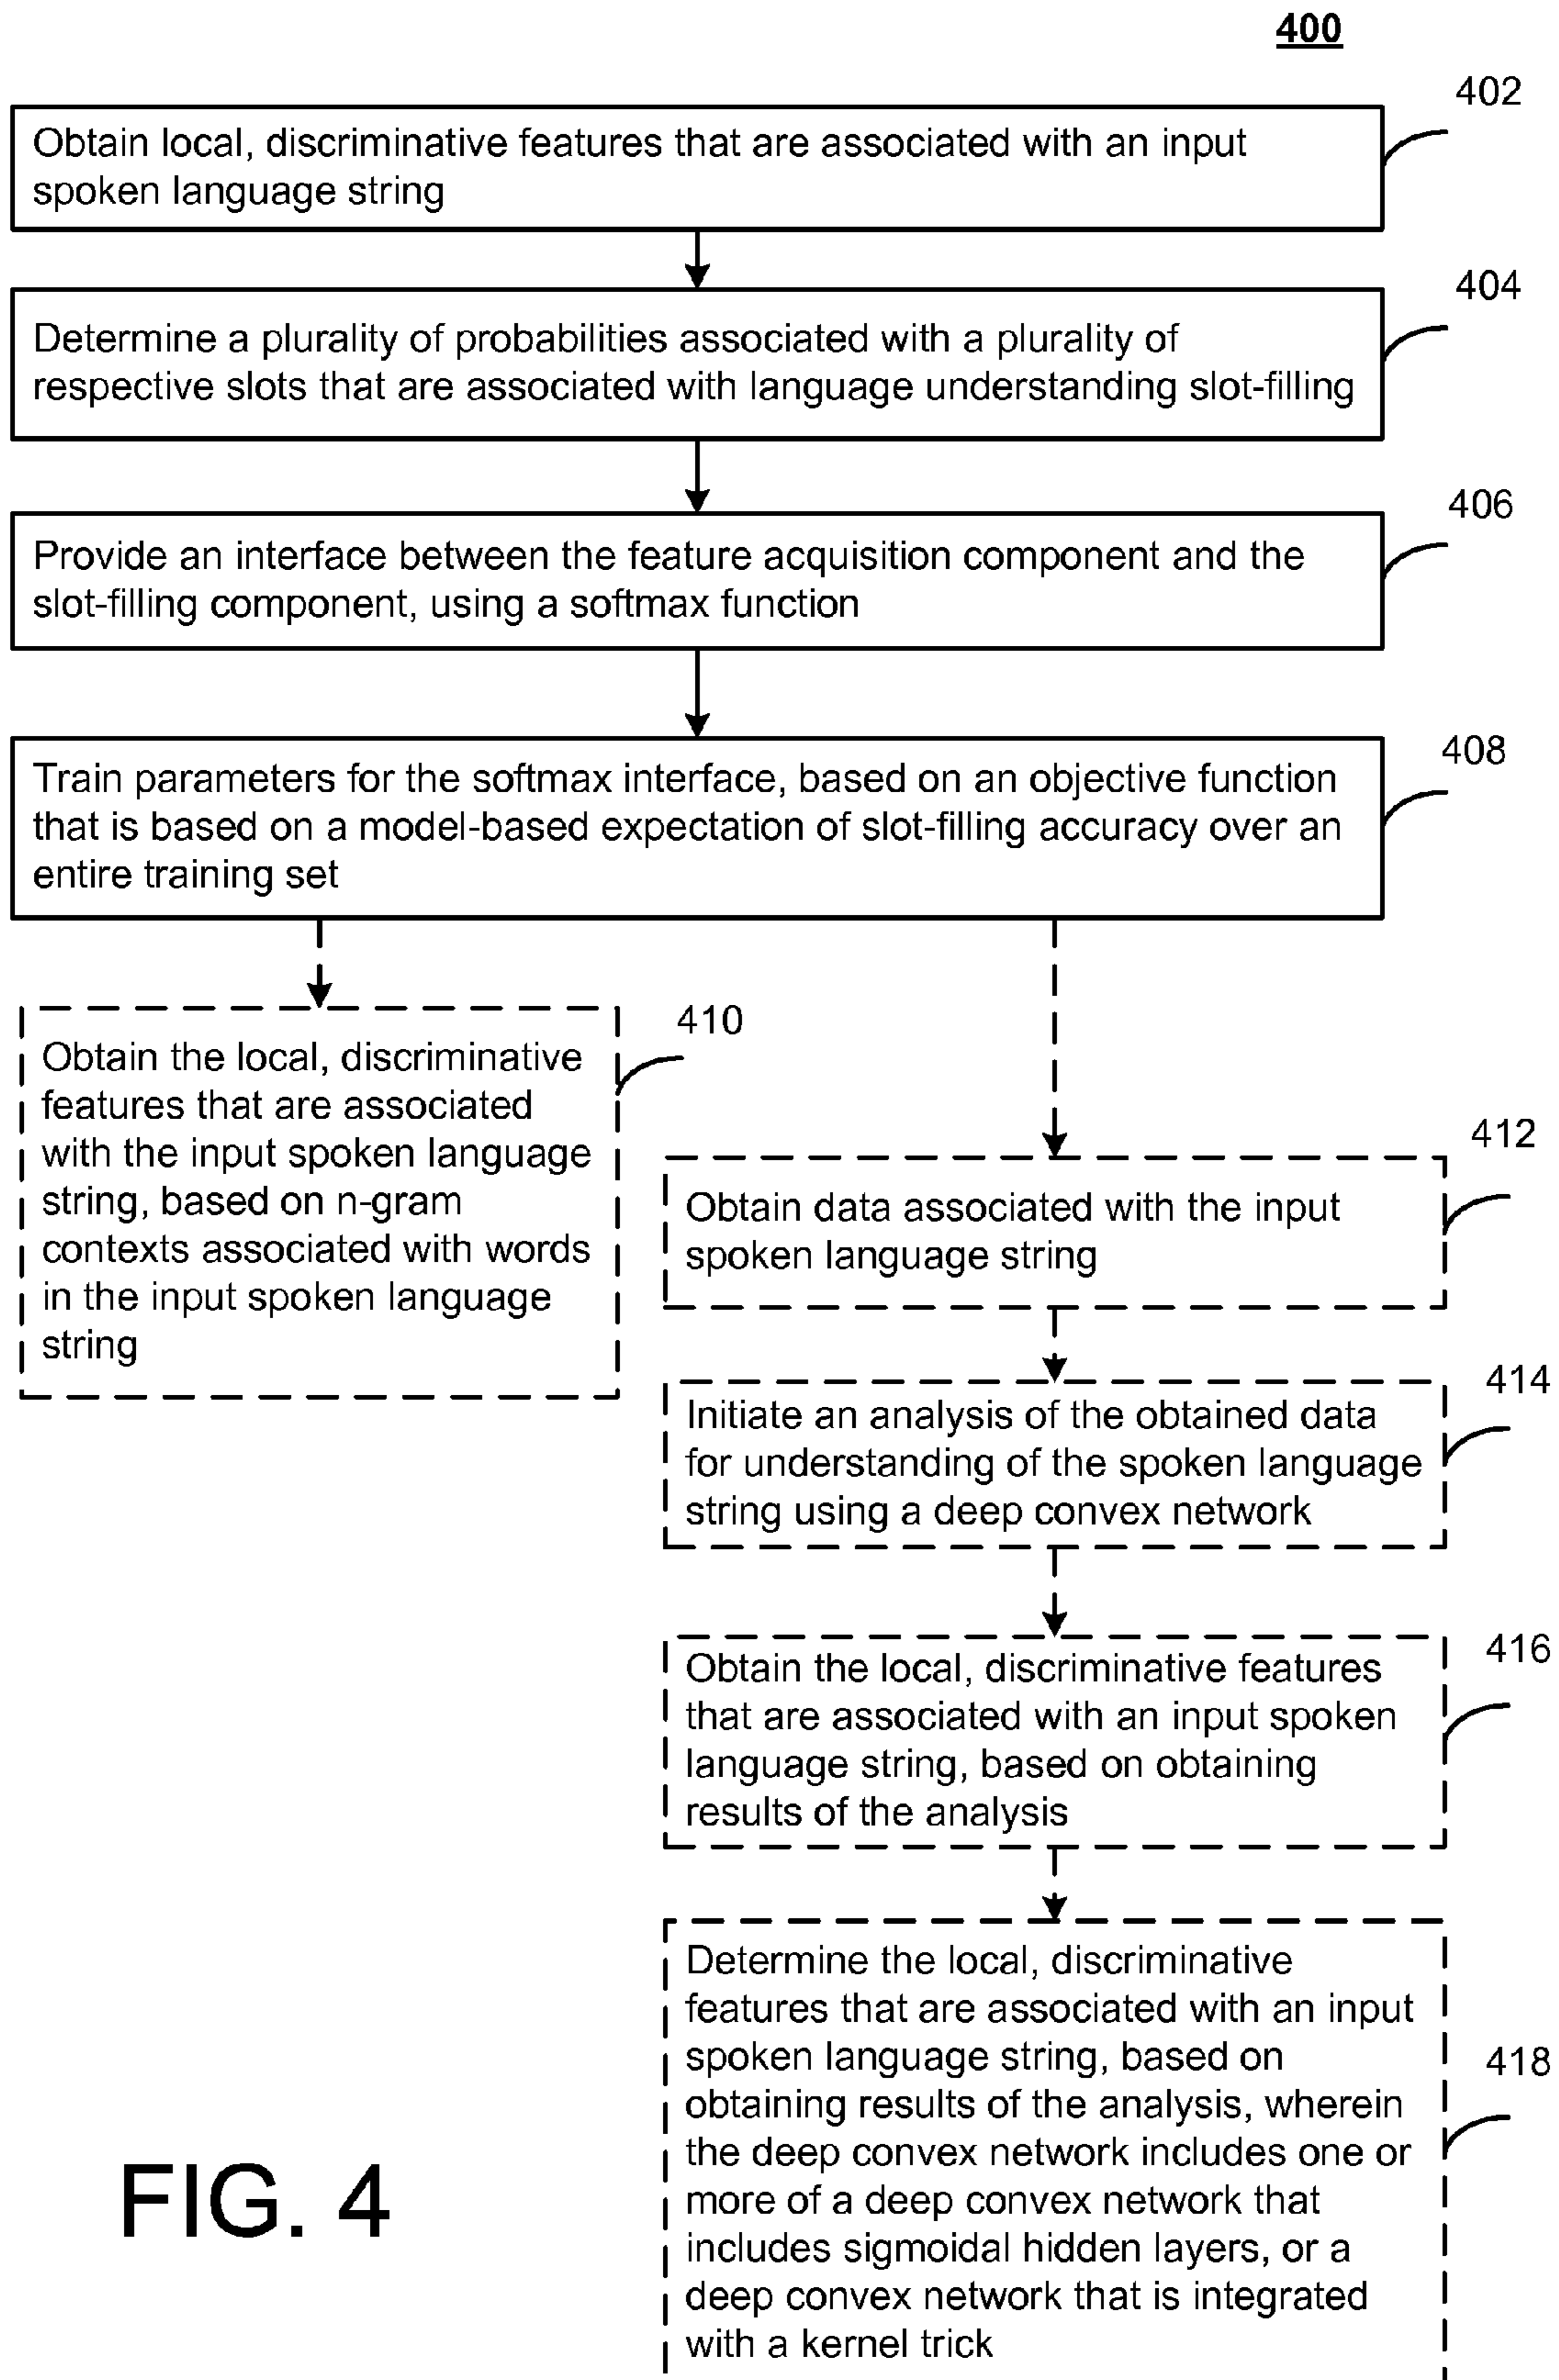 400
402
Obtain local, discriminative features that are associated with an input
spoken language string
404
Determine a plurality of probabilities associated with a plurality of
respective slots that are associated with language understanding slot-filling
406
Provide an interface between the feature acquisition component and the
slot-filling component, using a softmax function
408
Train parameters for the softmax interface, based on an objective function
that is based on a model-based expectation of slot-filling accuracy over an
entire training set
410
Obtain the local, discriminative
features that are associated
with the input spoken language
string, based on n-gram
contexts associated with words
in the input spoken language
string
412
Obtain data associated with the input
spoken language string
414
Initiate an analysis of the obtained data
for understanding of the spoken language
string using a deep convex network
416
Obtain the local, discriminative features
that are associated with an input spoken
language string, based on obtaining
results of the analysis
418
Determine the local, discriminative
features that are associated with an input
spoken language string, based on
obtaining results of the analysis, wherein
the deep convex network includes one or
more of a deep convex network that
includes sigmoidal hidden layers, or a
deep convex network that is integrated
with a kernel trick
FIG. 4